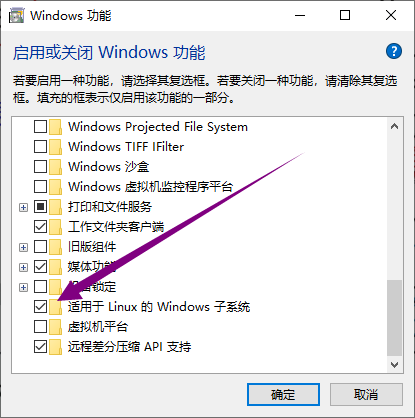 Windows 功能
启用或关闭 Windows 功能
若要启用一种功能，请选择其复选框。若要关闭一种功能，请清除其复选
框。填充的框表示仅启用该功能的一部分。
Windows Projected File System
Windows TIFF IFilter
Windows 沙盒
Windows 虚拟机监控程序平台
打印和文件服务
工作文件夹客户端
旧版组件
媒体功能
锁定
适用于 Linux 的 Windows 子系统
虚拟机平台
远程差分压缩 API 支持
确定
取消